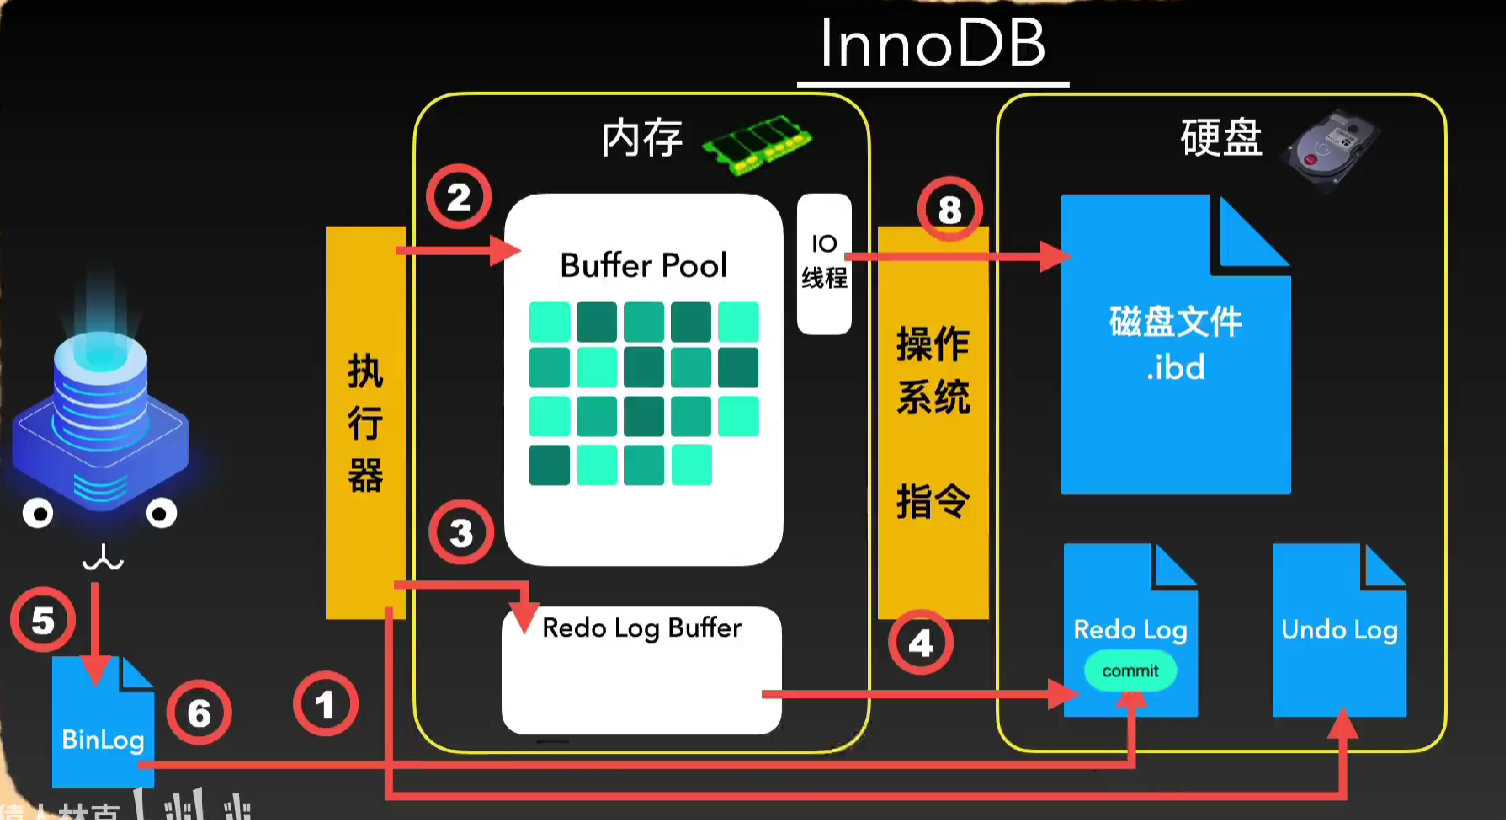 InnoDB
内存
硬盘
②
⑧
Buffer Pool
IO
线程
执
行
器
操作
系统
指令
磁盘文件
.ibd
③
Redo Log Buffer
④
Redo Log
commit
Undo Log
⑤
①
⑥
BinLog